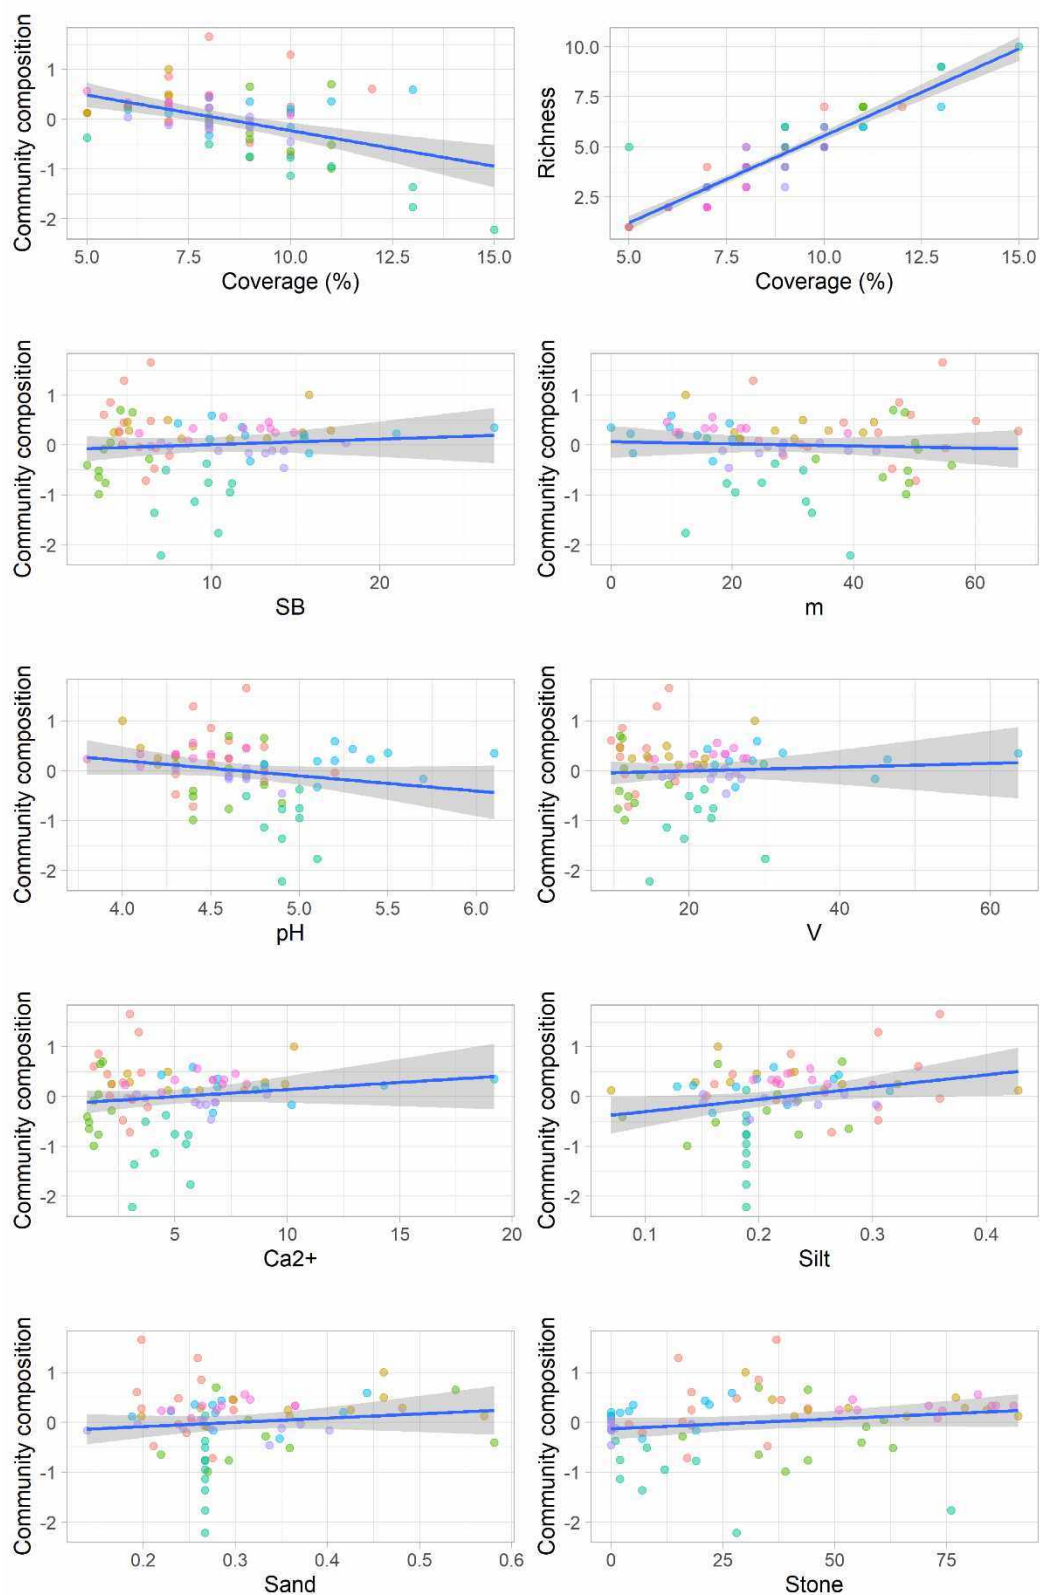 Community composition
1
0
-1
-2
5.0 7.5 10.0 12.5 15.0
Coverage (%)
Richness
10.0
7.5
5.0
2.5
5.0 7.5 10.0 12.5 15.0
Coverage (%)
Community composition
1
0
-1
-2
10 20
SB
Community composition
1
0
-1
-2
0 20 40 60
m
Community composition
1
0
-1
-2
4.0 4.5 5.0 5.5 6.0
pH
Community composition
1
0
-1
-2
20 40 60
V
Community composition
1
0
-1
-2
5 10 15 20
Ca2+
Community composition
1
0
-1
-2
0.1 0.2 0.3 0.4
Silt
Community composition
1
0
-1
-2
0.2 0.3 0.4 0.5 0.6
Sand
Community composition
1
0
-1
-2
0 25 50 75
Stone